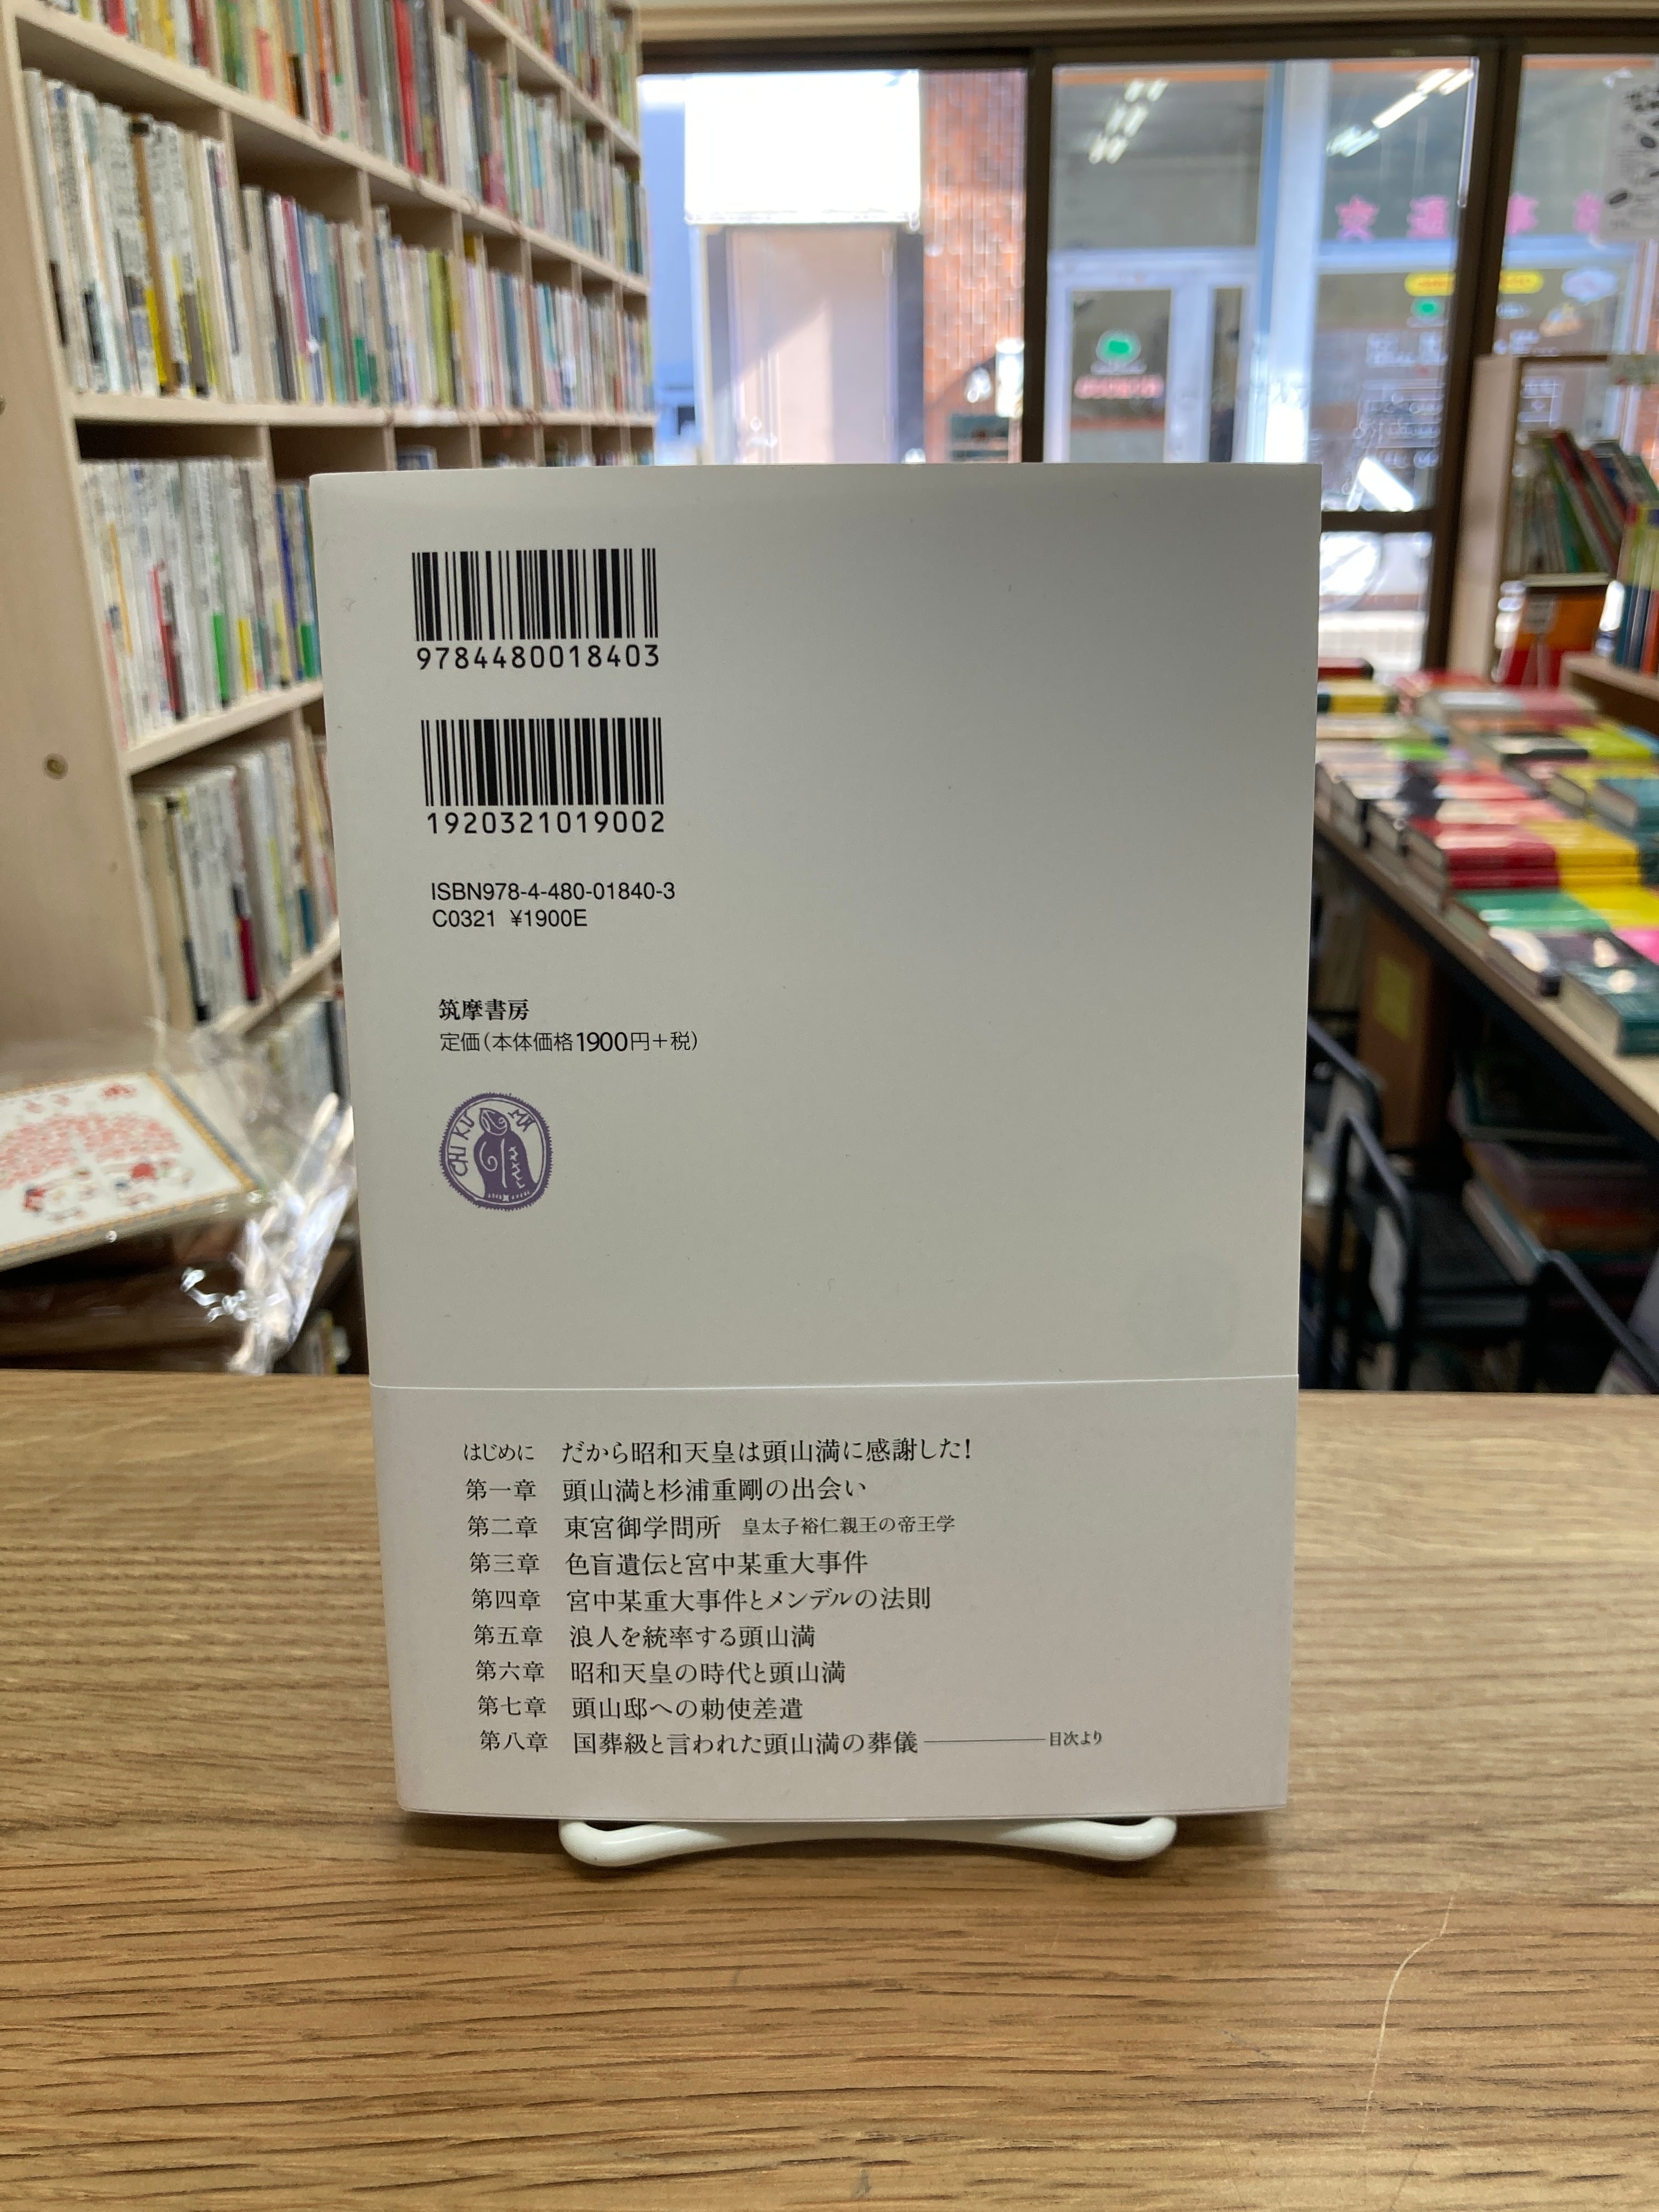 9784480018403
1920321019002
ISBN978-4-480-01840-3
C0321 ¥1900E
筑摩書房
定価(本体価格1900円+税)
CHIKUMA
はじめに だから昭和天皇は頭山満に感謝した!
第一章 頭山満と杉浦重剛の出会い
第二章 東宮御学問所 皇太子裕仁親王の帝王学
第三章 色盲遺伝と宮中某重大事件
第四章 宮中某重大事件とメンデルの法則
第五章 浪人を統率する頭山満
第六章 昭和天皇の時代と頭山満
第七章 頭山邸への勅使差遣
第八章 国葬級と言われた頭山満の葬儀――目次より